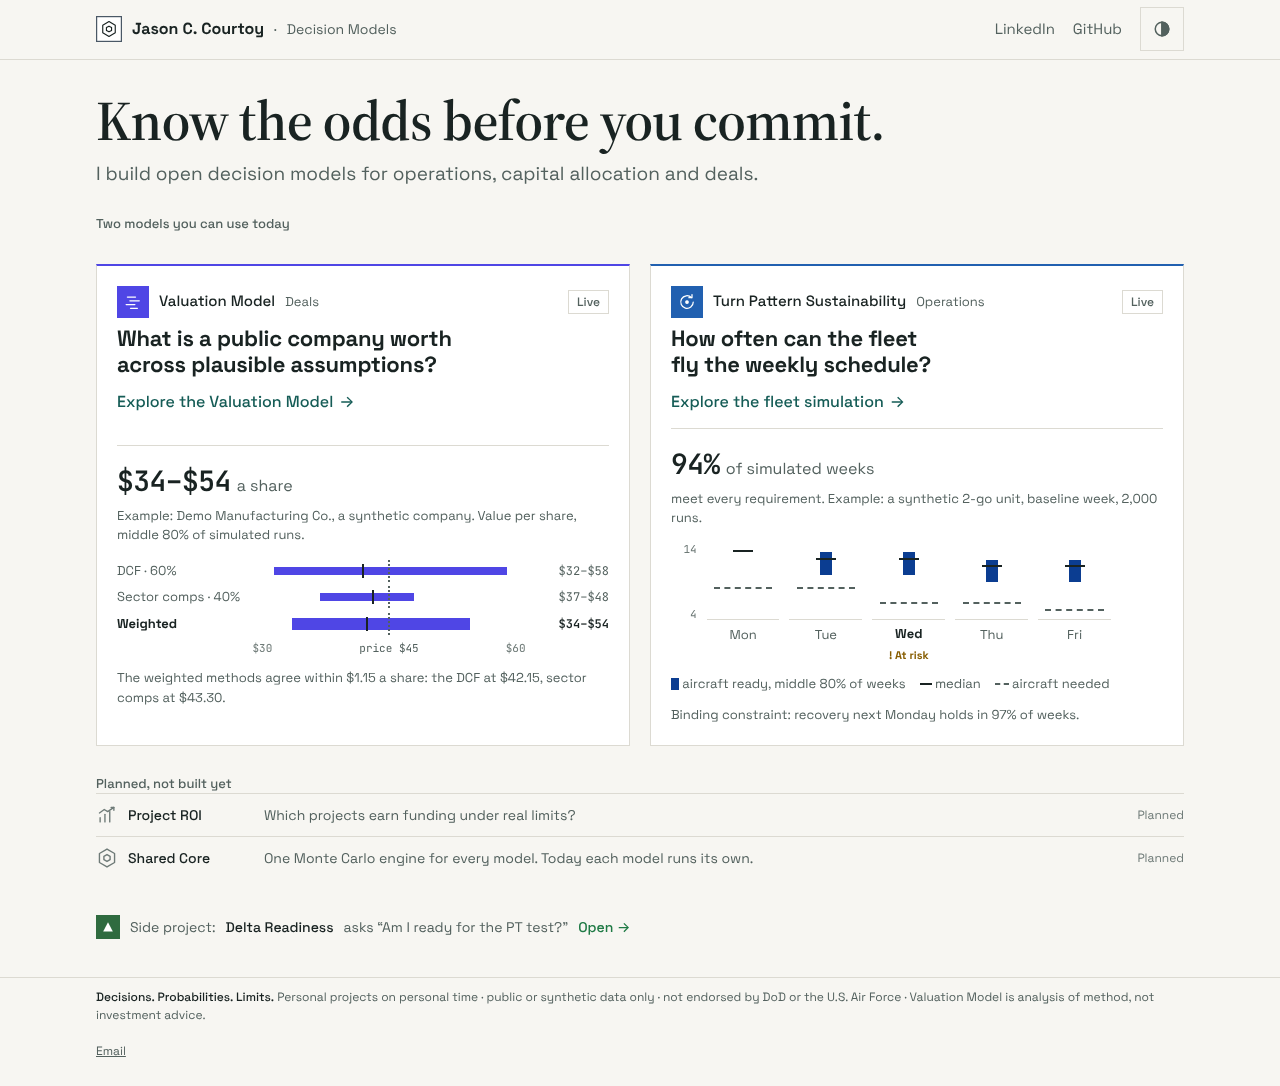 Jason C. Courtoy · Decision Models
LinkedIn GitHub
Know the odds before you commit.
I build open decision models for operations, capital allocation and deals.
Two models you can use today
Valuation Model Deals Live
What is a public company worth
across plausible assumptions?
Explore the Valuation Model →
$34–$54 a share
Example: Demo Manufacturing Co., a synthetic company. Value per share,
middle 80% of simulated runs.
DCF · 60% $32–$58
Sector comps · 40% $37–$48
Weighted $34–$54
$30 price $45 $60
The weighted methods agree within $1.15 a share: the DCF at $42.15, sector
comps at $43.30.
Turn Pattern Sustainability Operations Live
How often can the fleet
fly the weekly schedule?
Explore the fleet simulation →
94% of simulated weeks
meet every requirement. Example: a synthetic 2-go unit, baseline week, 2,000
runs.
14
4
Mon Tue Wed Thu Fri
! At risk
aircraft ready, middle 80% of weeks median aircraft needed
Binding constraint: recovery next Monday holds in 97% of weeks.
Planned, not built yet
Project ROI Which projects earn funding under real limits? Planned
Shared Core One Monte Carlo engine for every model. Today each model runs its own. Planned
Side project: Delta Readiness asks “Am I ready for the PT test?” Open →
Decisions. Probabilities. Limits. Personal projects on personal time · public or synthetic data only · not endorsed by DoD or the U.S. Air Force · Valuation Model is analysis of method, not
investment advice.
Email